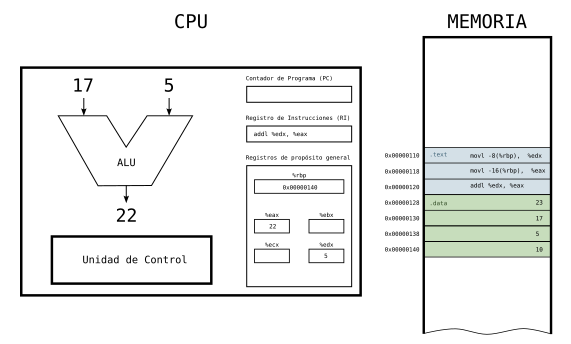 CPU
MEMORIA
17
5
ALU
22
Unidad de Control
Contador de Programa (PC)
Registro de Instrucciones (RI)
addl %edx, %eax
Registros de propósito general
%rbp
0x00000140
%eax
%ebx
22
%ecx
%edx
5
0x00000110 .text movl -8(%rbp), %edx
0x00000118 movl -16(%rbp), %eax
0x00000120 addl %edx, %eax
0x00000128 .data 23
0x00000130 17
0x00000138 5
0x00000140 10